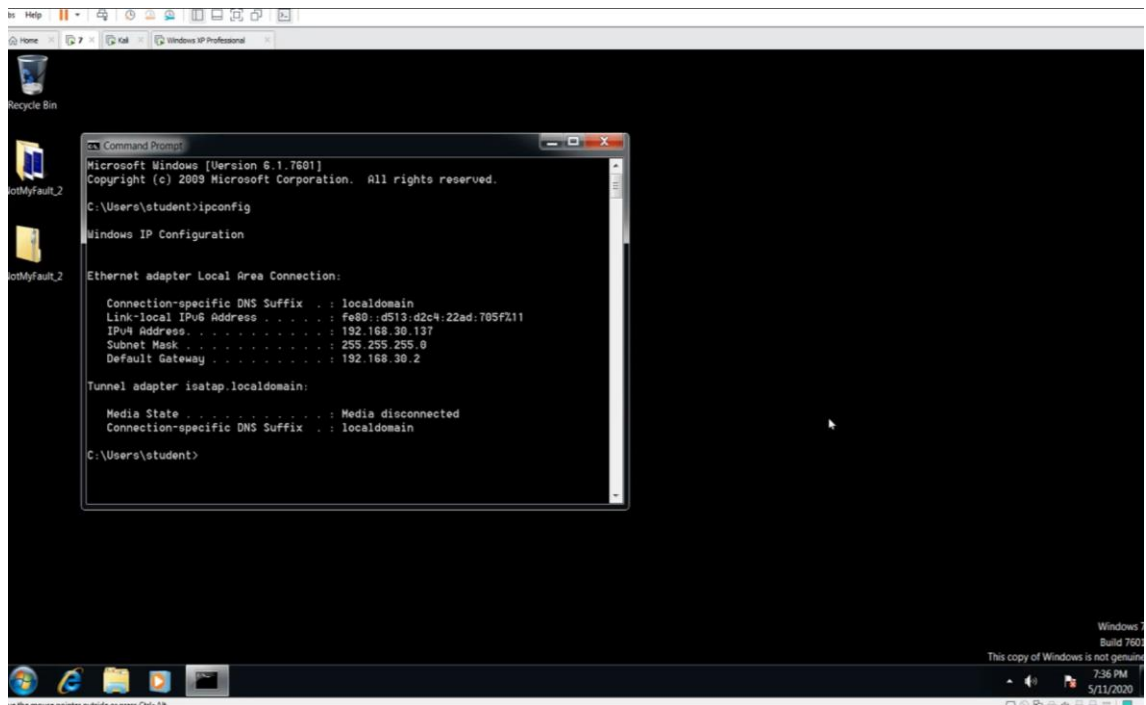 Help
Home
7
Kali
Windows XP Professional
Recycle Bin
NotMyFault_2
NotMyFault_2
Command Prompt
Microsoft Windows [Version 6.1.7601]
Copyright (c) 2009 Microsoft Corporation.  All rights reserved.
C:\Users\student>ipconfig
Windows IP Configuration
Ethernet adapter Local Area Connection:
Connection-specific DNS Suffix  . : localdomain
Link-local IPv6 Address . . . . . : fe80::d513:d2c4:22ad:705f%11
IPv4 Address. . . . . . . . . . . : 192.168.30.137
Subnet Mask . . . . . . . . . . . : 255.255.255.0
Default Gateway . . . . . . . . . : 192.168.30.2
Tunnel adapter isatap.localdomain:
Media State . . . . . . . . . . . : Media disconnected
Connection-specific DNS Suffix  . : localdomain
C:\Users\student>
Windows 7
Build 7601
This copy of Windows is not genuine
7:36 PM
5/11/2020